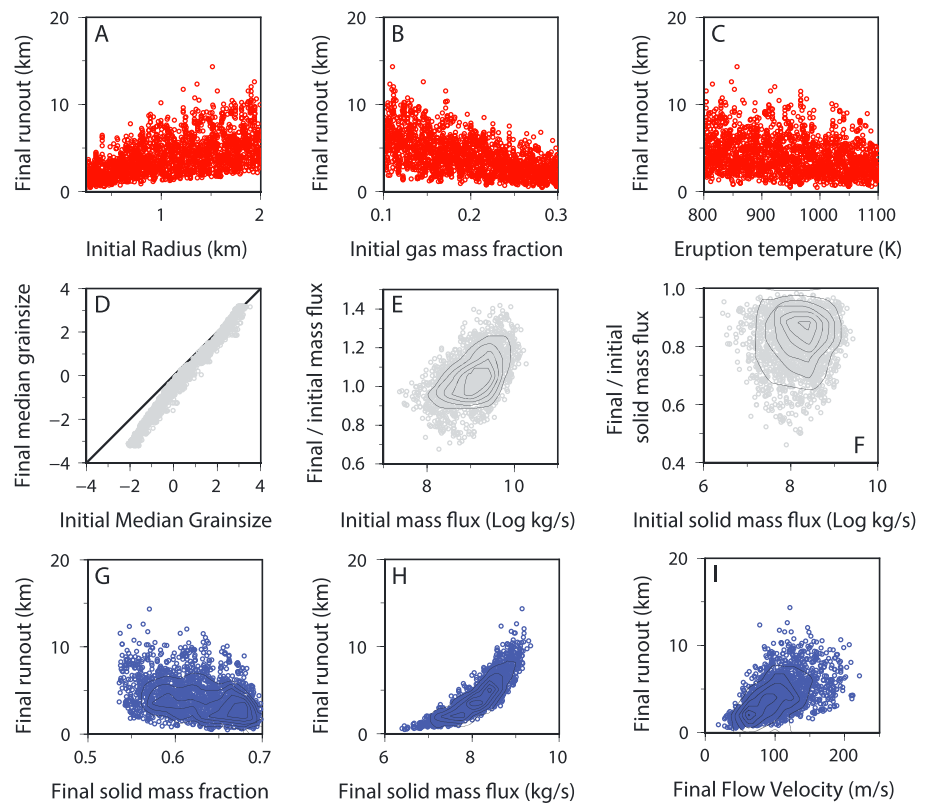 A
20
10
0
Final runout (km)
1
2
Initial Radius (km)
B
20
10
0
Final runout (km)
0.1
0.2
0.3
Initial gas mass fraction
C
20
10
0
Final runout (km)
800
900
1000
1100
Eruption temperature (K)
D
4
2
0
−2
−4
Final median grainsize
−4
−2
0
2
4
Initial Median Grainsize
E
1.4
1.2
1.0
0.8
0.6
Final / initial mass flux
8
10
Initial mass flux (Log kg/s)
F
1.0
0.8
0.6
0.4
Final / initial
solid mass flux
6
8
10
Initial solid mass flux (Log kg/s)
G
20
10
0
Final runout (km)
0.5
0.6
0.7
Final solid mass fraction
H
20
10
0
Final runout (km)
6
8
10
Final solid mass flux (kg/s)
I
20
10
0
Final runout (km)
0
100
200
Final Flow Velocity (m/s)